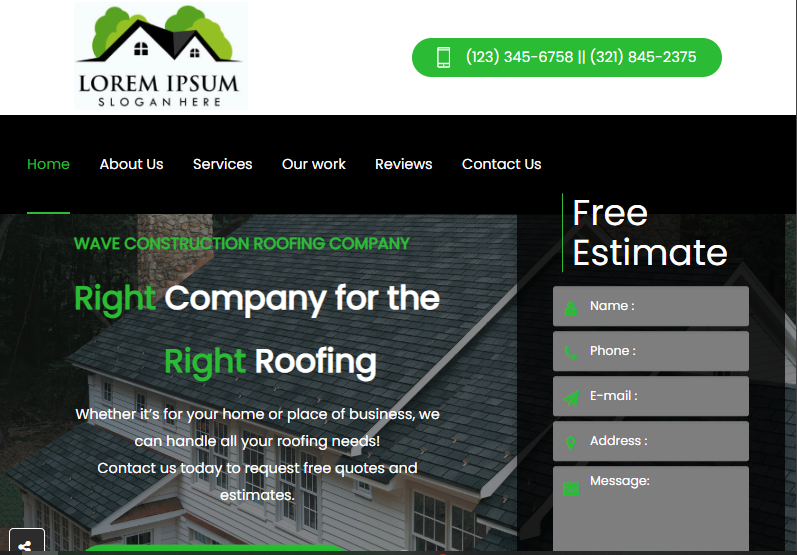 LOREM IPSUM
SLOGAN HERE
(123) 345-6758 || (321) 845-2375
Home About Us Services Our work Reviews Contact Us
WAVE CONSTRUCTION ROOFING COMPANY
Right Company for the
Right Roofing
Whether it’s for your home or place of business, we
can handle all your roofing needs!
Contact us today to request free quotes and
estimates.
Free
Estimate
Name :
Phone :
E-mail :
Address :
Message: